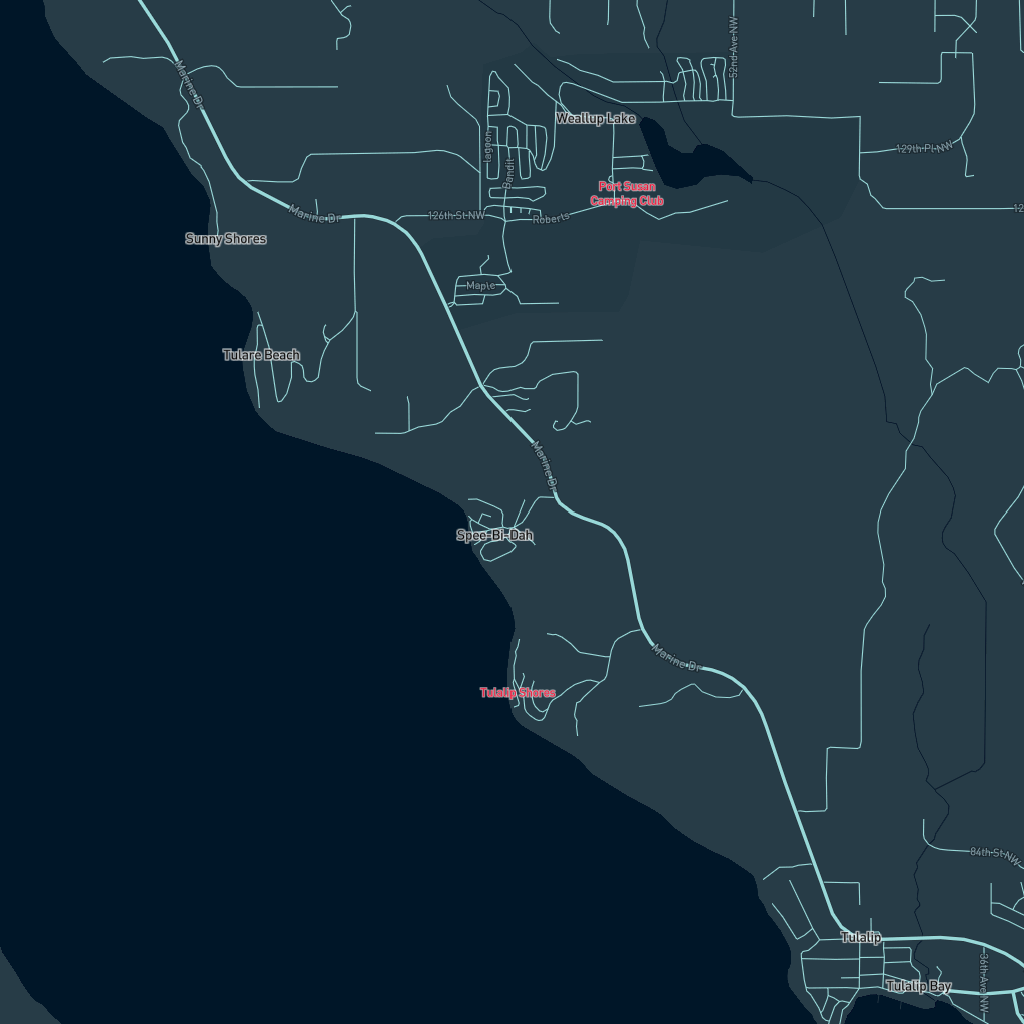 52nd Ave NW
Marine Dr
Weallup Lake
lagoon
129th Pl NW
Bandit
Port Susan
Camping Club
Marine Dr
126th St NW
Roberts
12
Sunny Shores
Maple
Tulare Beach
Marine Dr
Spee-Bi-Dah
Marine Dr
Tulalip Shores
84th St NW
Tulalip
36th Ave NW
Tulalip Bay